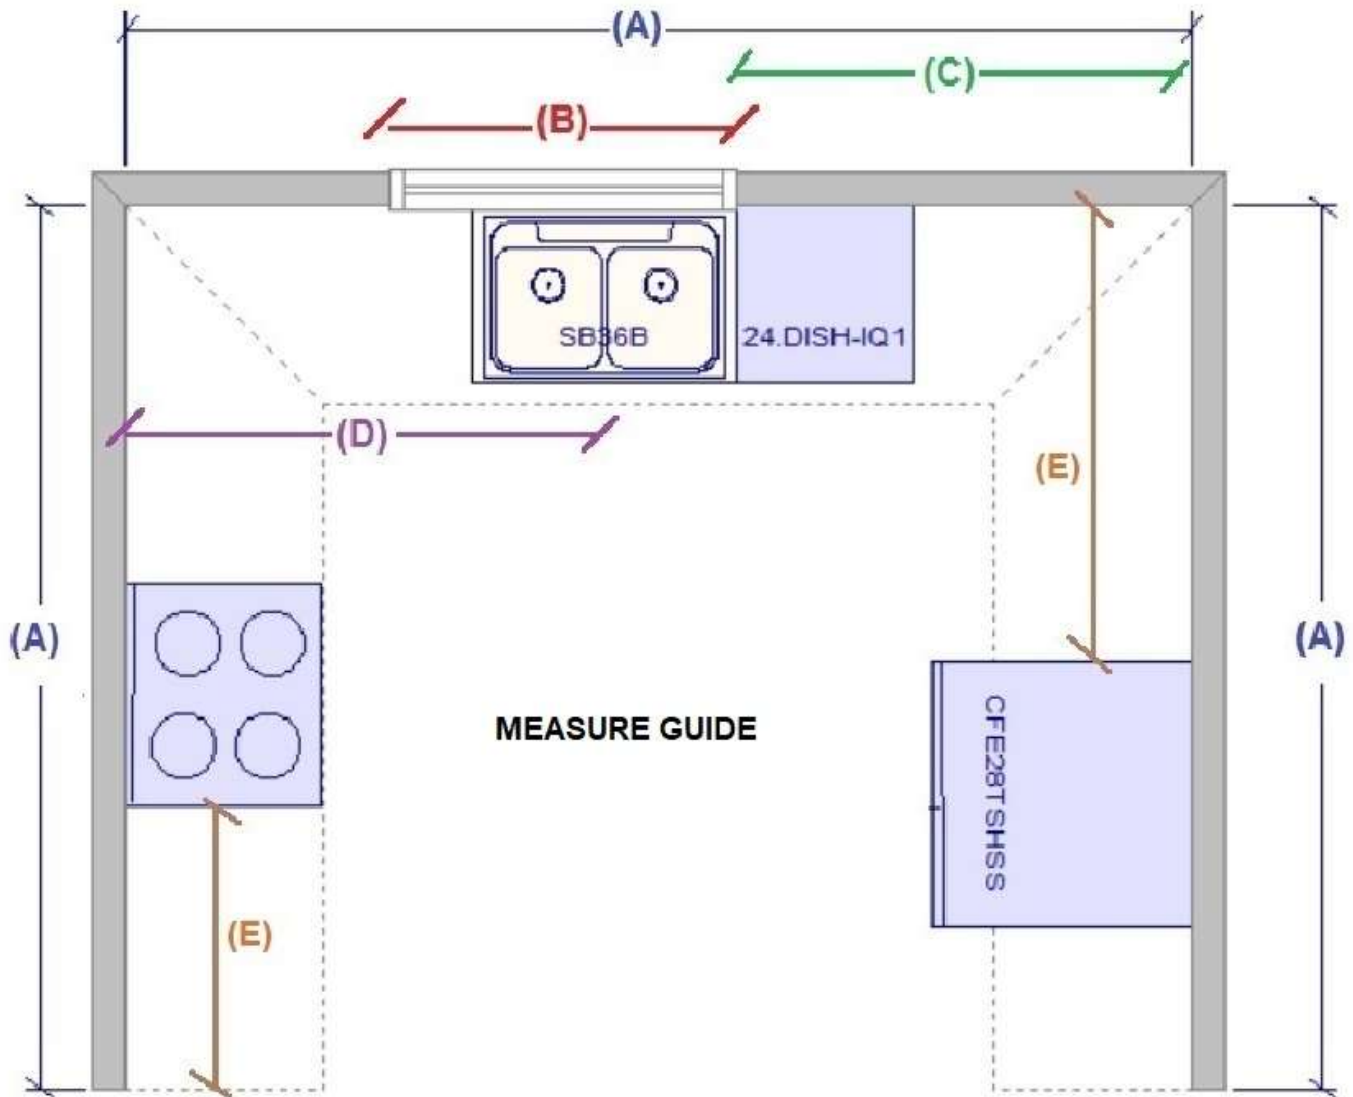 (A)
(C)
(B)
SB36B
24.DISH-IQ1
(D)
(E)
(A)
(A)
MEASURE GUIDE
CFE28TSHSS
(E)